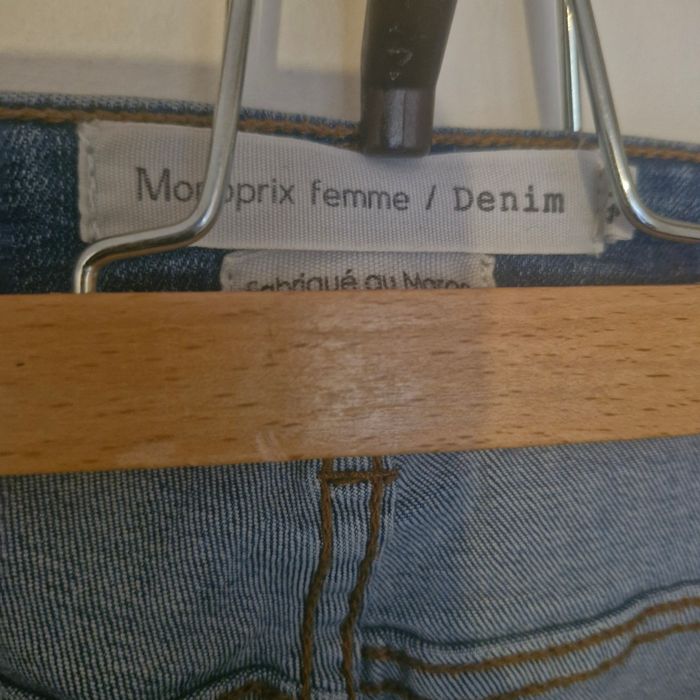 Monoprix femme / Denim
Fabriqué au Maroc